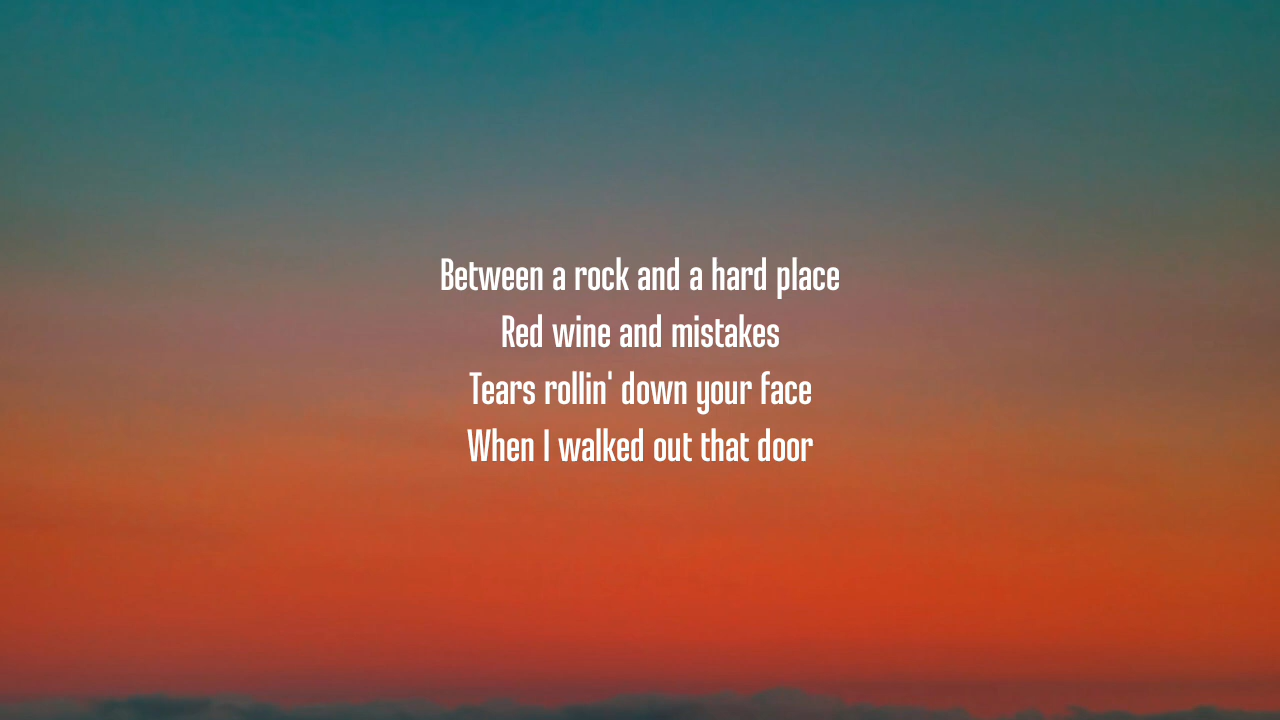 Between a rock and a hard place
Red wine and mistakes
Tears rollin' down your face
When I walked out that door